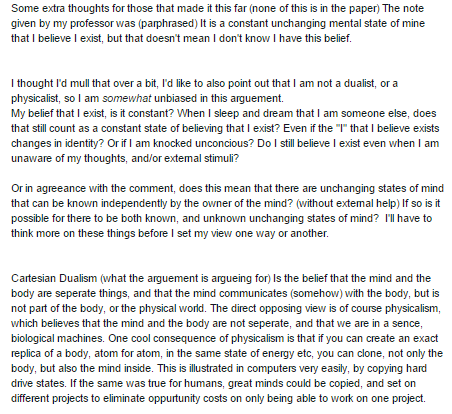 Some extra thoughts for those that made it this far (none of this is in the paper) The note
given by my professor was (parphrased) It is a constant unchanging mental state of mine
that I believe I exist, but that doesn't mean I don't know I have this belief.
I thought I'd mull that over a bit, I'd like to also point out that I am not a dualist, or a
physicalist, so I am somewhat unbiased in this arguement.
My belief that I exist, is it constant? When I sleep and dream that I am someone else, does
that still count as a constant state of believing that I exist? Even if the "I" that I believe exists
changes in identity? Or if I am knocked unconcious? Do I still believe I exist even when I am
unaware of my thoughts, and/or external stimuli?
Or in agreeance with the comment, does this mean that there are unchanging states of mind
that can be known independently by the owner of the mind? (without external help) If so is it
possible for there to be both known, and unknown unchanging states of mind? I'll have to
think more on these things before I set my view one way or another.
Cartesian Dualism (what the arguement is argueing for) Is the belief that the mind and the
body are seperate things, and that the mind communicates (somehow) with the body, but is
not part of the body, or the physical world. The direct opposing view is of course physicalism,
which believes that the mind and the body are not seperate, and that we are in a sence,
biological machines. One cool consequence of physicalism is that if you can create an exact
replica of a body, atom for atom, in the same state of energy etc, you can clone, not only the
body, but also the mind inside. This is illustrated in computers very easily, by copying hard
drive states. If the same was true for humans, great minds could be copied, and set on
different projects to eliminate oppurtunity costs on only being able to work on one project.